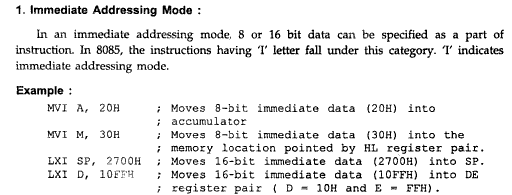 1. Immediate Addressing Mode :
In an immediate addressing mode, 8 or 16 bit data can be specified as a part of
instruction. In 8085, the instructions having 'I' letter fall under this category. 'I' indicates
immediate addressing mode.
Example :
MVI A, 20H ; Moves 8-bit immediate data (20H) into
; accumulator
MVI M, 30H ; Moves 8-bit immediate data (30H) into the
; memory location pointed by HL register pair.
LXI SP, 2700H ; Moves 16-bit immediate data (2700H) into SP.
LXI D, 10FFH ; Moves 16-bit immediate data (10FFH) into DE
; register pair ( D = 10H and E = FFH).